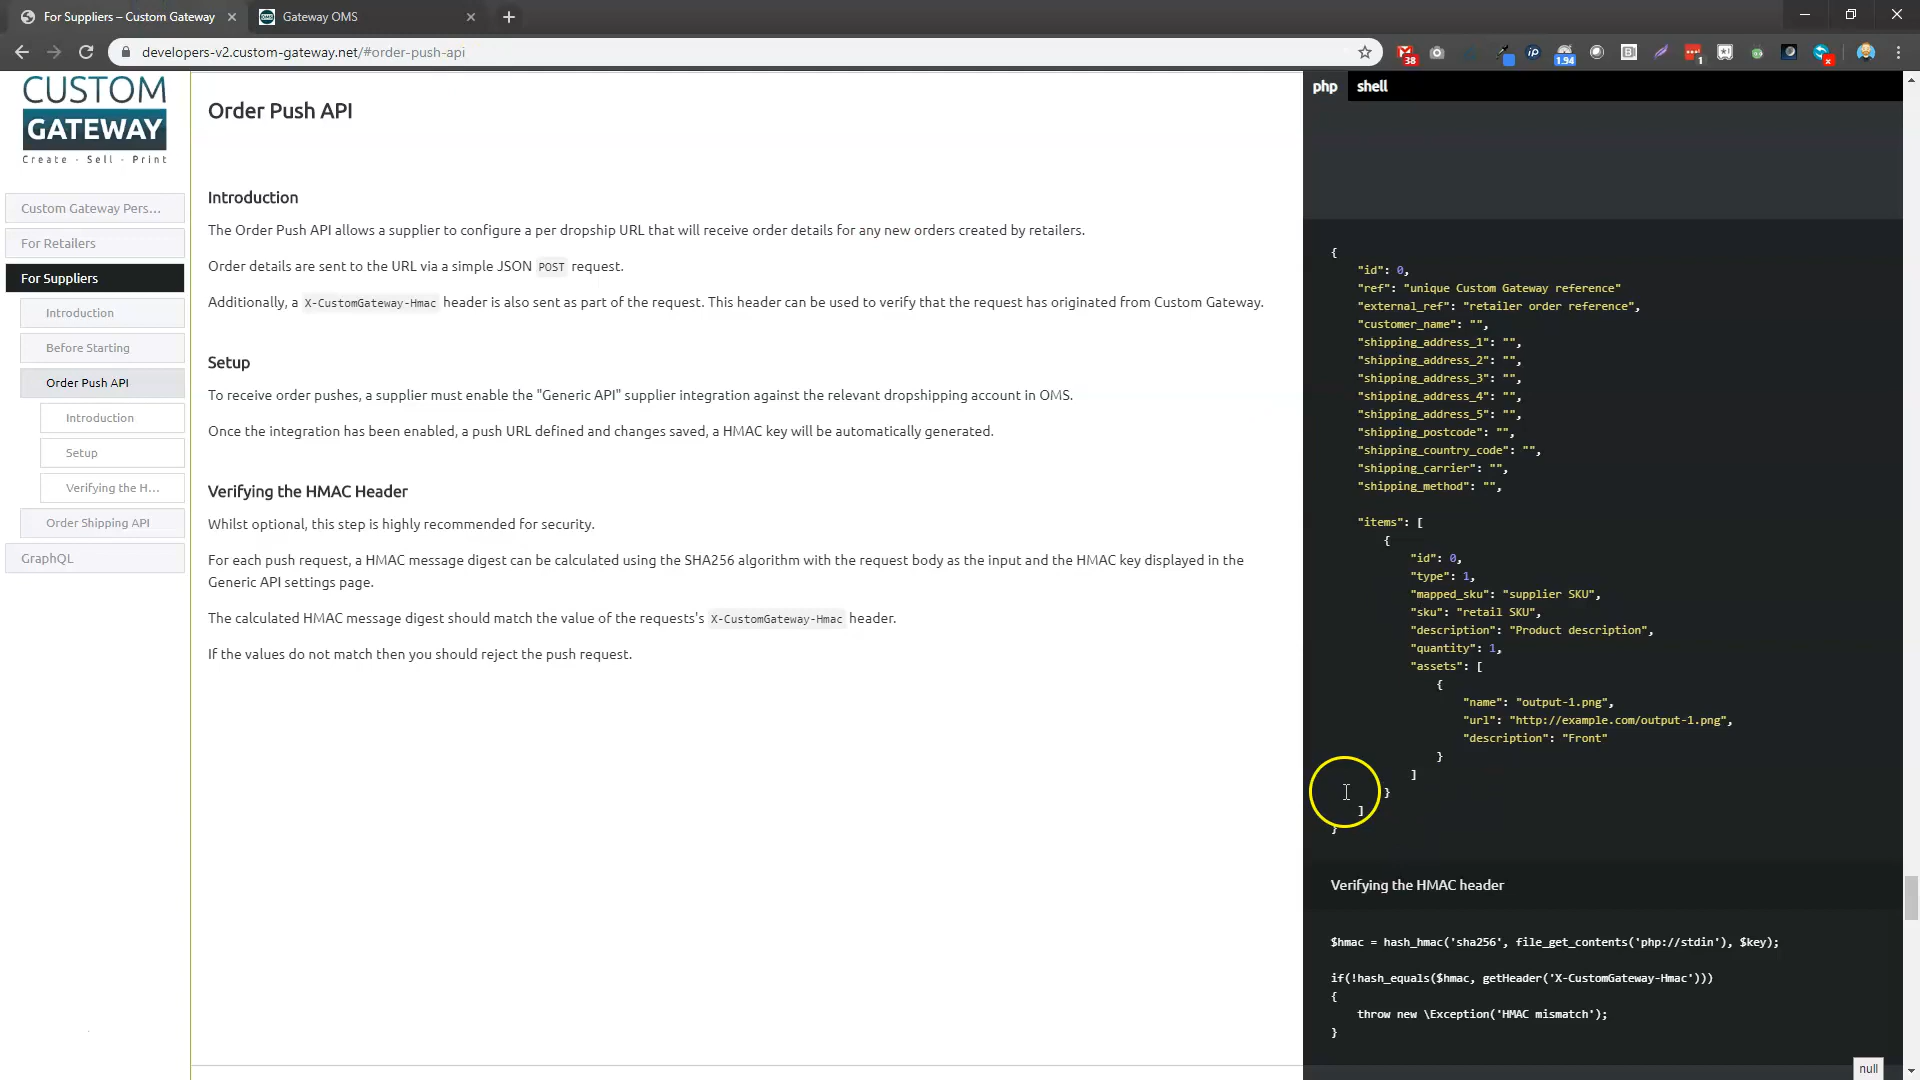 For Suppliers – Custom Gateway
Gateway OMS
developers-v2.custom-gateway.net/#order-push-api
38
1.94
1
CUSTOM
GATEWAY
Create · Sell · Print
Custom Gateway Pers...
For Retailers
For Suppliers
Introduction
Before Starting
Order Push API
Introduction
Setup
Verifying the H...
Order Shipping API
GraphQL
Order Push API
Introduction
The Order Push API allows a supplier to configure a per dropship URL that will receive order details for any new orders created by retailers.
Order details are sent to the URL via a simple JSON POST request.
Additionally, a X-CustomGateway-Hmac header is also sent as part of the request. This header can be used to verify that the request has originated from Custom Gateway.
Setup
To receive order pushes, a supplier must enable the "Generic API" supplier integration against the relevant dropshipping account in OMS.
Once the integration has been enabled, a push URL defined and changes saved, a HMAC key will be automatically generated.
Verifying the HMAC Header
Whilst optional, this step is highly recommended for security.
For each push request, a HMAC message digest can be calculated using the SHA256 algorithm with the request body as the input and the HMAC key displayed in the
Generic API settings page.
The calculated HMAC message digest should match the value of the requests's X-CustomGateway-Hmac header.
If the values do not match then you should reject the push request.
php shell
{
"id": 0,
"ref": "unique Custom Gateway reference"
"external_ref": "retailer order reference",
"customer_name": "",
"shipping_address_1": "",
"shipping_address_2": "",
"shipping_address_3": "",
"shipping_address_4": "",
"shipping_address_5": "",
"shipping_postcode": "",
"shipping_country_code": "",
"shipping_carrier": "",
"shipping_method": "",
"items": [
{
"id": 0,
"type": 1,
"mapped_sku": "supplier SKU",
"sku": "retail SKU",
"description": "Product description",
"quantity": 1,
"assets": [
{
"name": "output-1.png",
"url": "http://example.com/output-1.png",
"description": "Front"
}
]
}
]
}
Verifying the HMAC header
$hmac = hash_hmac('sha256', file_get_contents('php://stdin'), $key);
if(!hash_equals($hmac, getHeader('X-CustomGateway-Hmac')))
{
throw new \Exception('HMAC mismatch');
}
null